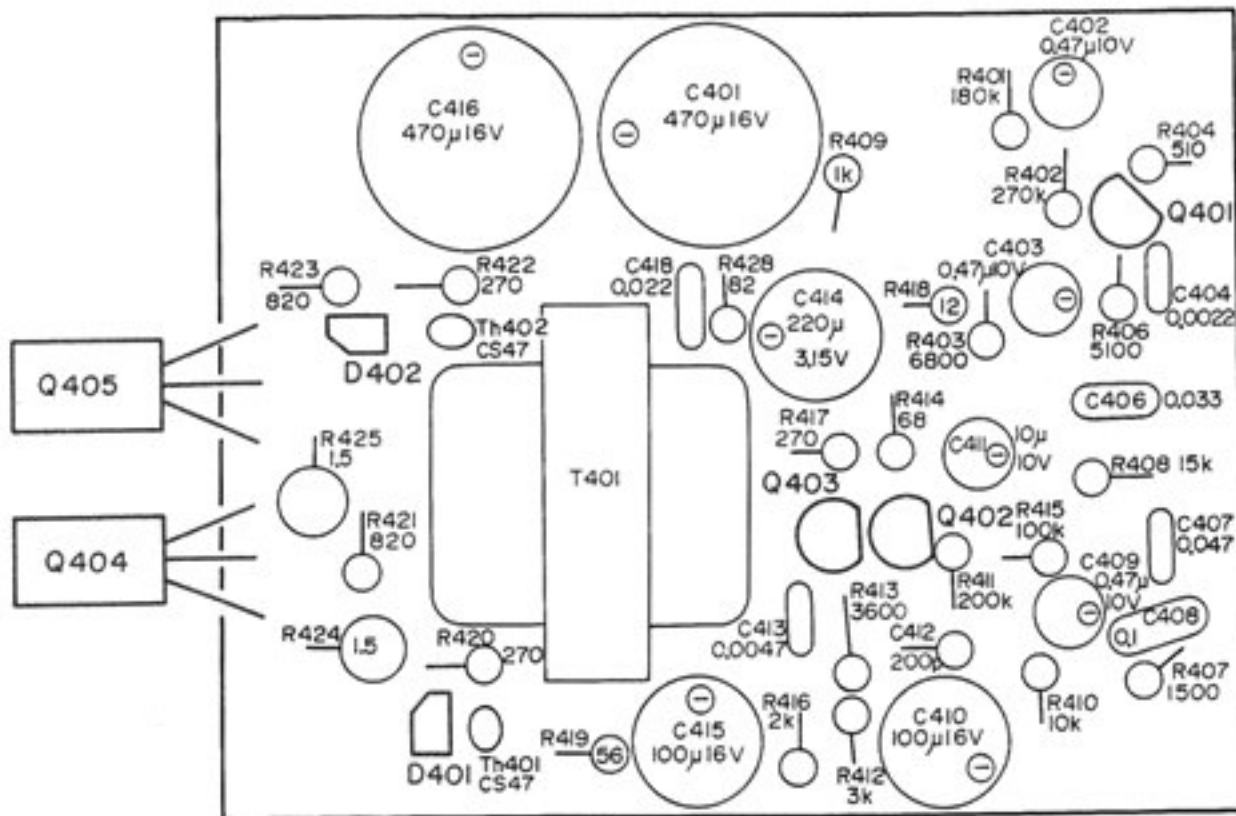 C402
0.47µ10V
C416
470µ16V
C401
470µ16V
R401
180k
R409
1k
R404
510
R402
270k
Q401
R423
820
R422
270
C418
0.022
R428
82
C403
0.47µ10V
C414
220µ
3.15V
R418
12
C404
0.0022
R403
6800
R406
5100
Th402
CS47
D402
Q405
C406
0.033
R417
270
R414
68
C411
10µ
10V
R425
1.5
T401
R408 15k
Q403
Q402
R415
100k
C407
0.047
Q404
R421
820
C409
0.47µ
10V
R411
200k
R413
3600
C408
0.1
R424
1.5
R420
270
C413
0.0047
C412
200p
R407
1500
R410
10k
R416
2k
C415
100µ16V
C410
100µ16V
R419
56
D401
Th401
CS47
R412
3k